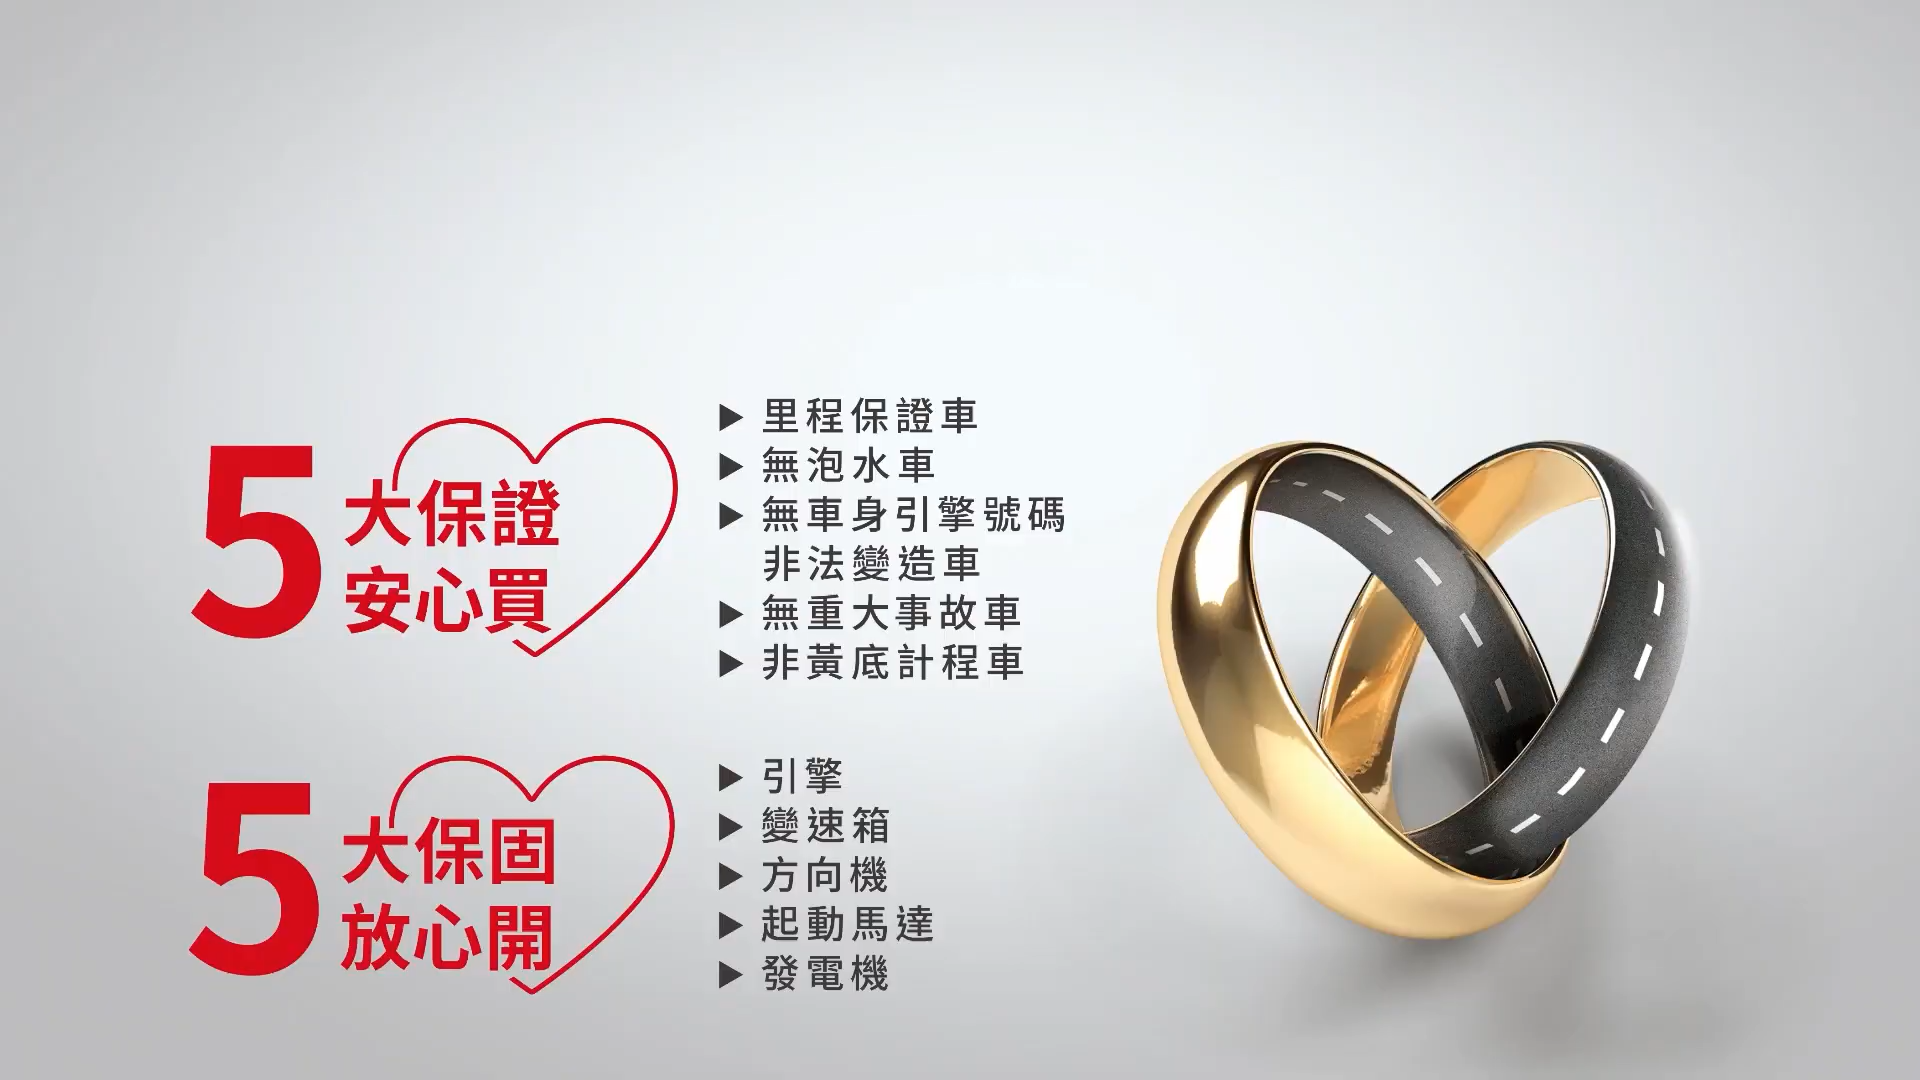 5大保證
安心買
▶ 里程保證車
▶ 無泡水車
▶ 無車身引擎號碼
非法變造車
▶ 無重大事故車
▶ 非黃底計程車
5大保固
放心開
▶ 引擎
▶ 變速箱
▶ 方向機
▶ 起動馬達
▶ 發電機